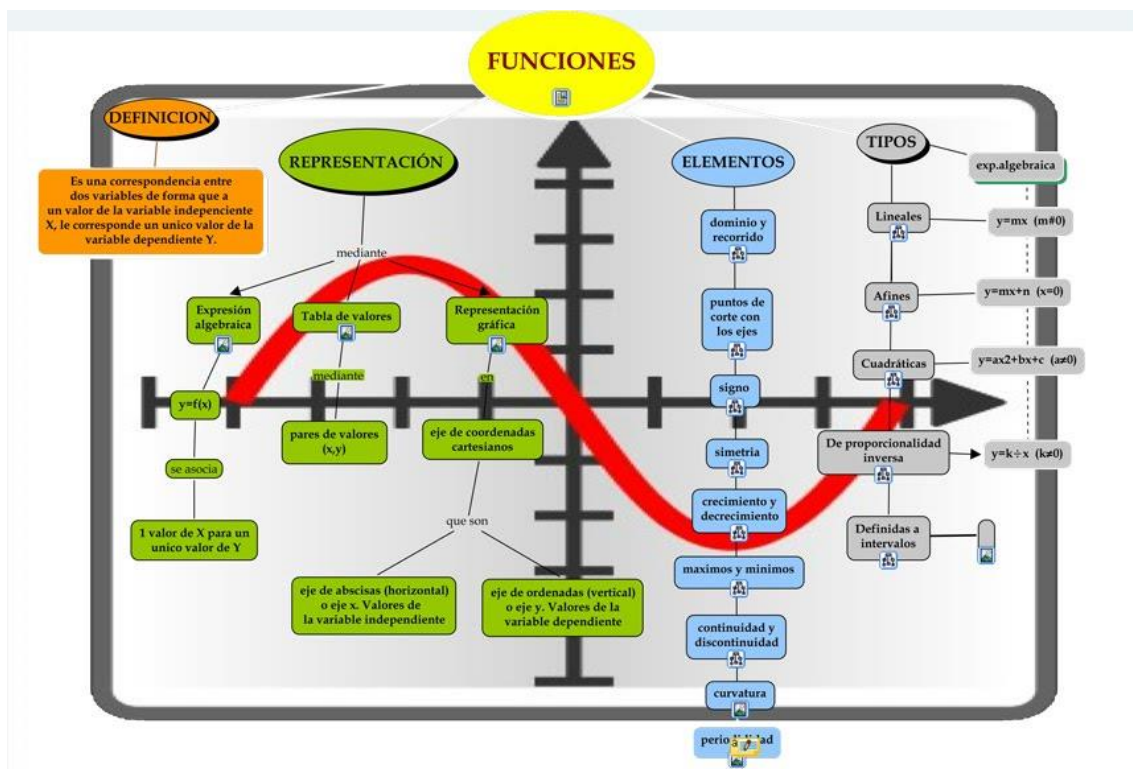 FUNCIONES
DEFINICION
Es una correspondencia entre
dos variables de forma que a
un valor de la variable indepenciente
X, le corresponde un unico valor de la
variable dependiente Y.
REPRESENTACIÓN
mediante
Expresión
algebraica
y=f(x)
se asocia
1 valor de X para un
unico valor de Y
Tabla de valores
mediante
pares de valores
(x,y)
Representación
gráfica
en
eje de coordenadas
cartesianos
que son
eje de abscisas (horizontal)
o eje x. Valores de
la variable independiente
eje de ordenadas (vertical)
o eje y. Valores de la
variable dependiente
ELEMENTOS
dominio y
recorrido
puntos de
corte con
los ejes
signo
simetria
crecimiento y
decrecimiento
maximos y minimos
continuidad y
discontinuidad
curvatura
TIPOS
exp.algebraica
Lineales
y=mx (m#0)
Afines
y=mx+n (x=0)
Cuadráticas
y=ax2+bx+c (a≠0)
De proporcionalidad
inversa
y=k÷x (k≠0)
Definidas a
intervalos